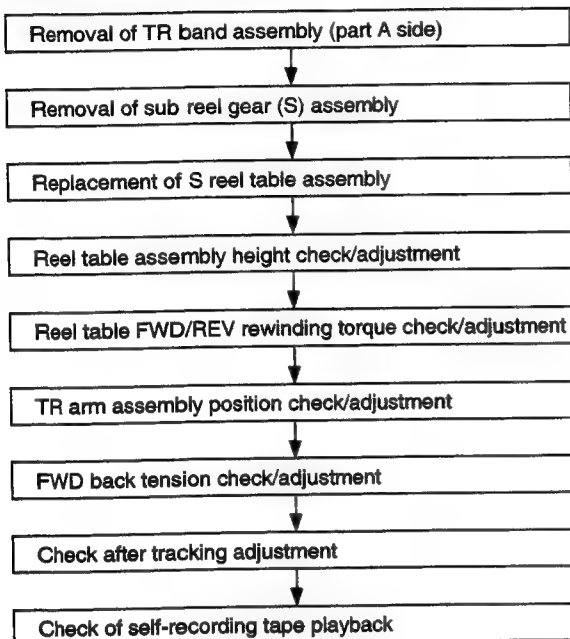 Removal of TR band assembly (part A side)
Removal of sub reel gear (S) assembly
Replacement of S reel table assembly
Reel table assembly height check/adjustment
Reel table FWD/REV rewinding torque check/adjustment
TR arm assembly position check/adjustment
FWD back tension check/adjustment
Check after tracking adjustment
Check of self-recording tape playback